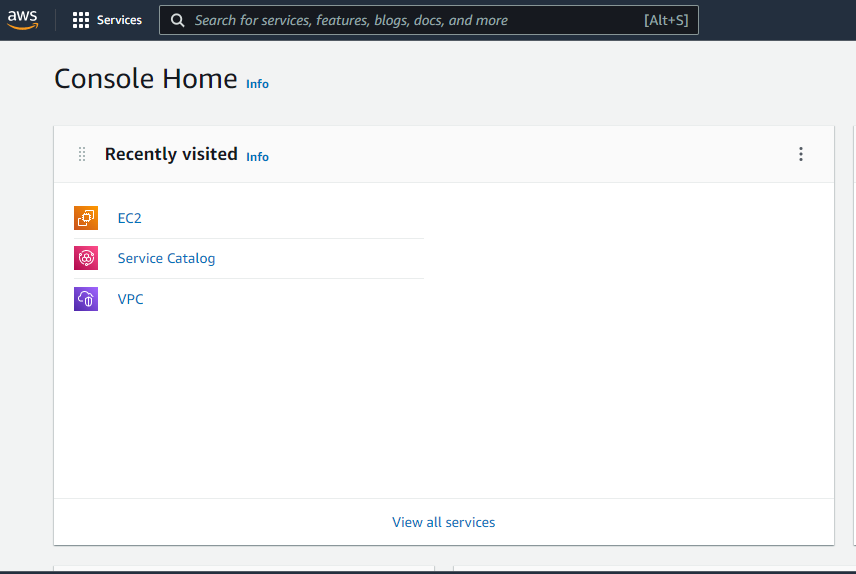 aws Services Search for services, features, blogs, docs, and more [Alt+S]
Console Home Info
Recently visited Info
EC2
Service Catalog
VPC
View all services